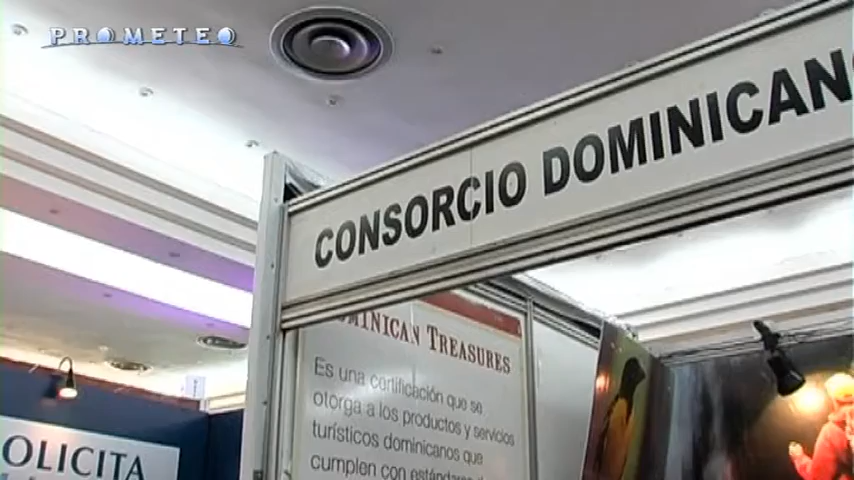 PROMETEO
CONSORCIO DOMINICAN
DOMINICAN TREASURES
Es una certificación que se
otorga a los productos y servicios
turísticos dominicanos que
cumplen con estándares
OLICITA